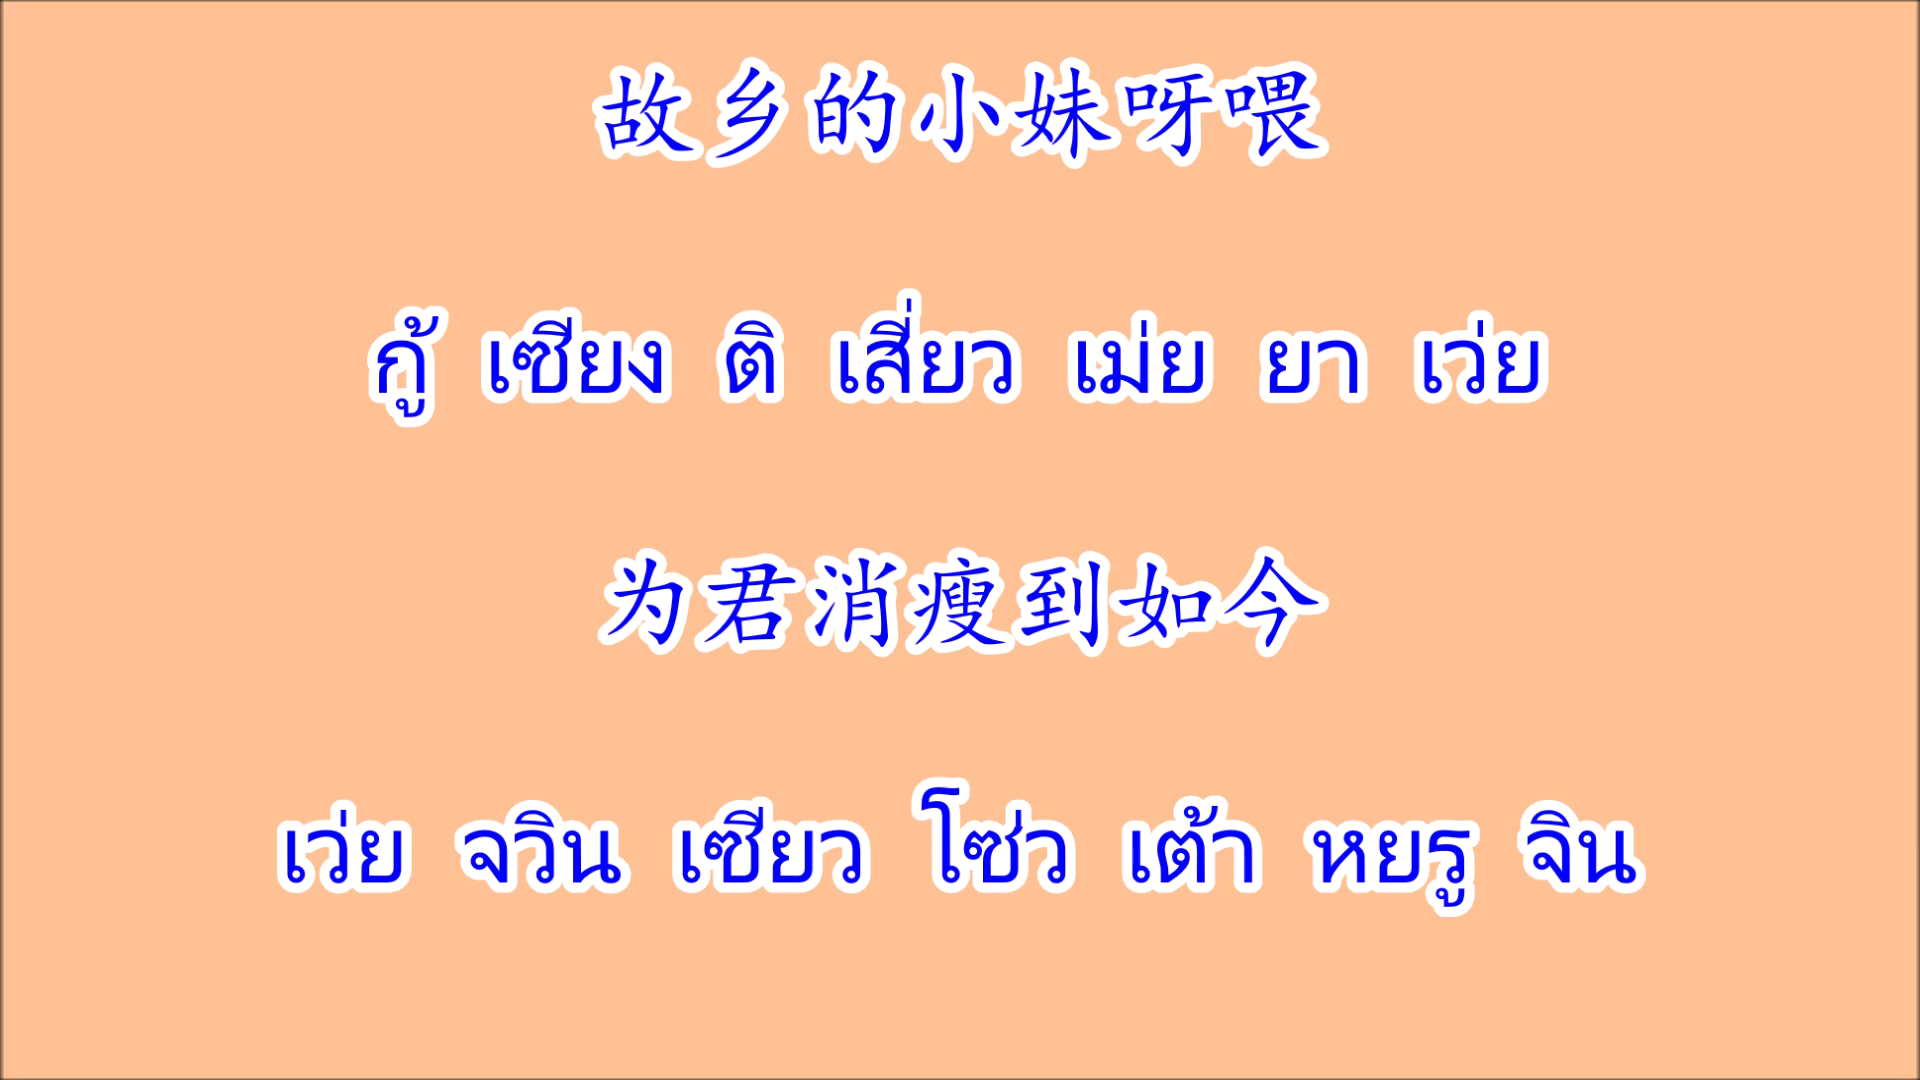 故乡的小妹呀喂
กู้ เซียง ติ เสี่ยว เม่ย ยา เว่ย
为君消瘦到如今
เว่ย จวิน เซียว โซ่ว เต้า หยรู จิน